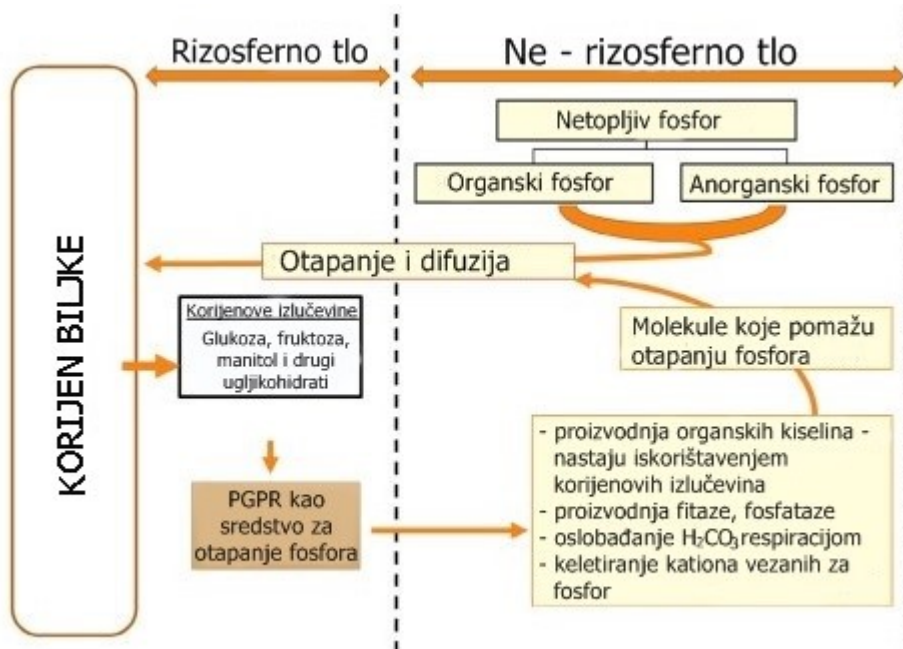 Rizosferno tlo
Ne - rizosferno tlo
Netopljiv fosfor
Organski fosfor
Anorganski fosfor
KORIJEN BILJKE
Otapanje i difuzija
Korijenove izlučevine
Glukoza, fruktoza,
manitol i drugi
ugljikohidrati
Molekule koje pomažu
otapanju fosfora
PGPR kao
sredstvo za
otapanje fosfora
- proizvodnja organskih kiselina -
nastaju iskorištavenjem
korijenovih izlučevina
- proizvodnja fitaze, fosfataze
- oslobađanje H₂CO₃ respiracijom
- keletiranje kationa vezanih za
fosfor